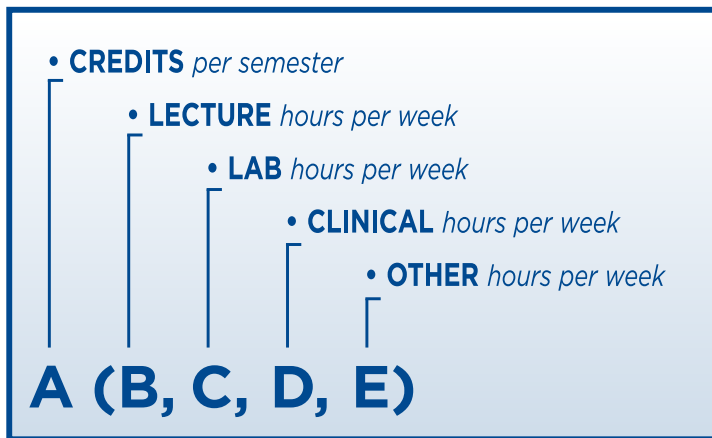 • CREDITS per semester
• LECTURE hours per week
• LAB hours per week
• CLINICAL hours per week
• OTHER hours per week
A (B, C, D, E)